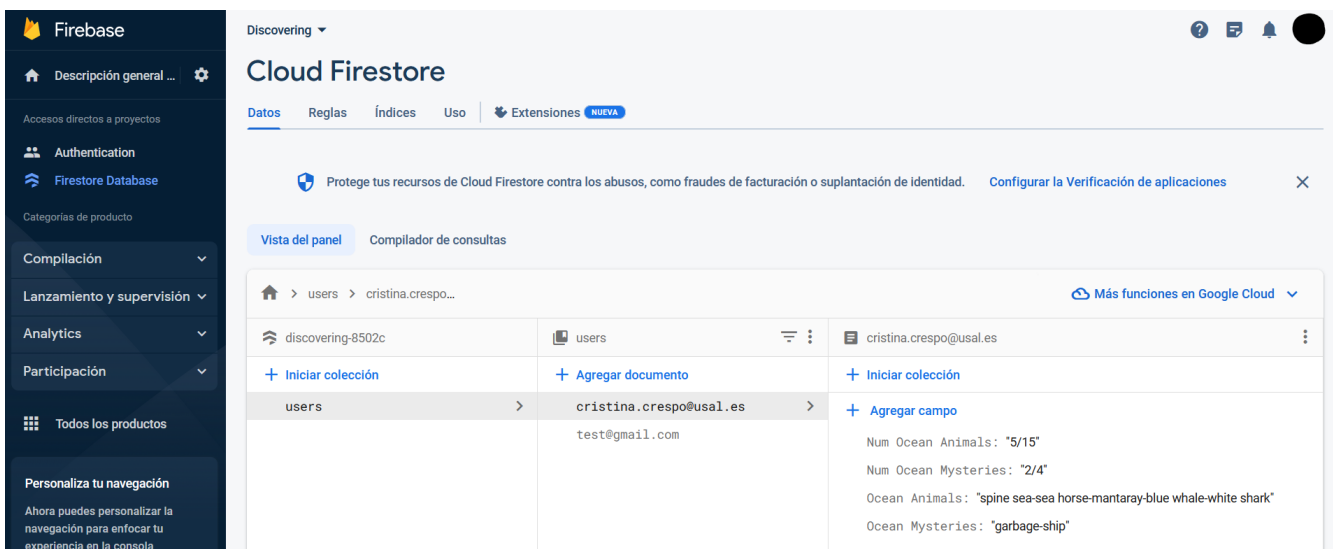 Firebase
Descripción general ...
Accesos directos a proyectos
Authentication
Firestore Database
Categorías de producto
Compilación
Lanzamiento y supervisión
Analytics
Participación
Todos los productos
Personaliza tu navegación
Ahora puedes personalizar la
navegación para enfocar tu
experiencia en la consola
Discovering
Cloud Firestore
Datos Reglas Índices Uso Extensiones NUEVA
Protege tus recursos de Cloud Firestore contra los abusos, como fraudes de facturación o suplantación de identidad. Configurar la Verificación de aplicaciones
Vista del panel Compilador de consultas
> users > cristina.crespo... Más funciones en Google Cloud
discovering-8502c
+ Iniciar colección
users
users
+ Agregar documento
cristina.crespo@usal.es
test@gmail.com
cristina.crespo@usal.es
+ Iniciar colección
+ Agregar campo
Num Ocean Animals: "5/15"
Num Ocean Mysteries: "2/4"
Ocean Animals: "spine sea-sea horse-mantaray-blue whale-white shark"
Ocean Mysteries: "garbage-ship"